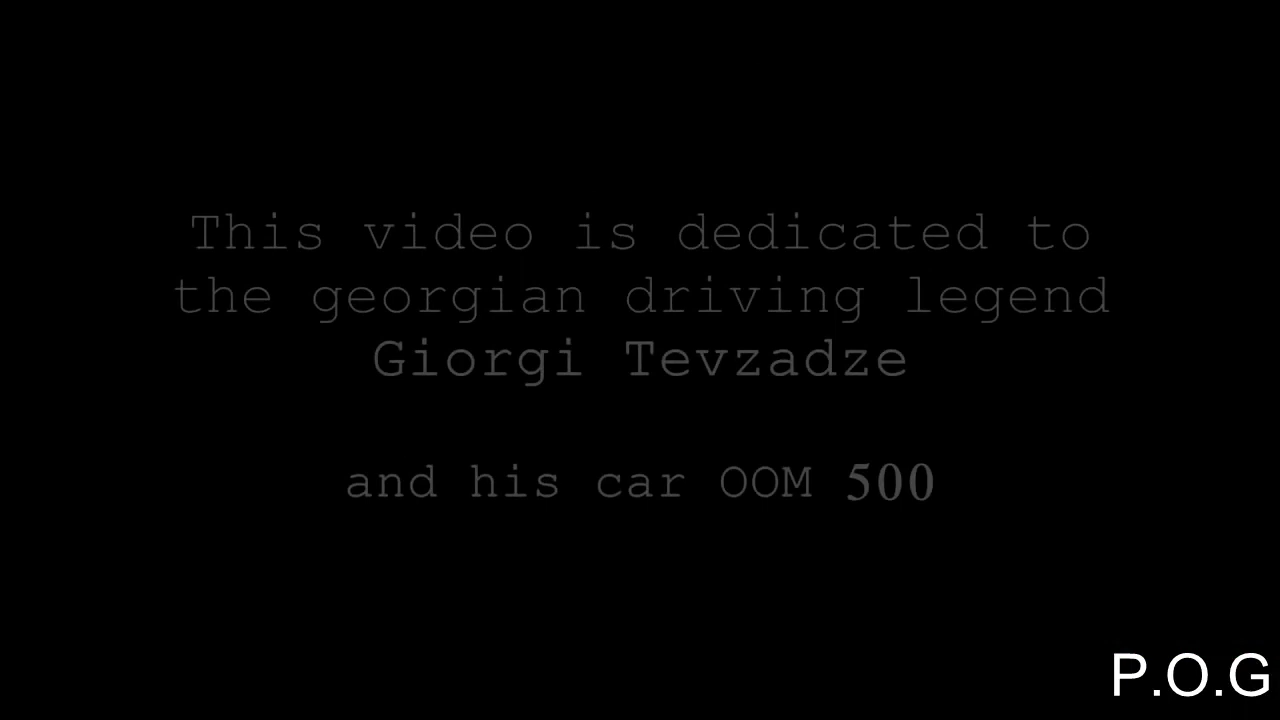 This video is dedicated to
the georgian driving legend
Giorgi Tevzadze
and his car OOM 500
P.O.G